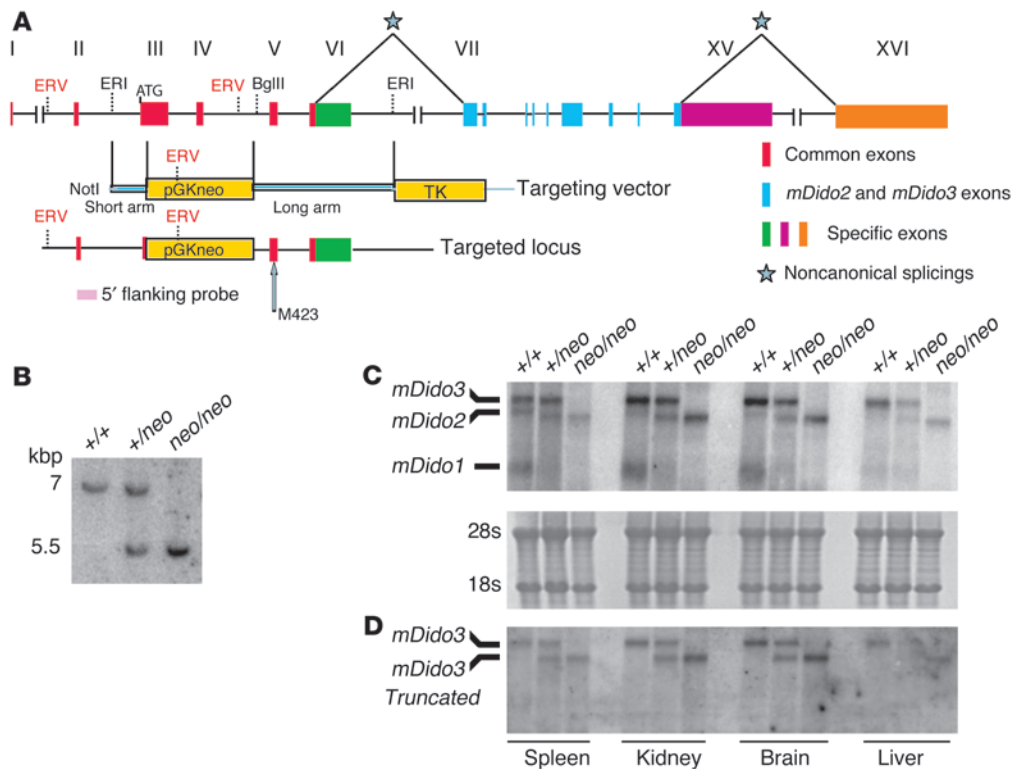 A
I II III IV V VI VII XV XVI
ERV ERI ATG ERV BglII ERI
ERV
NotI pGKneo TK Targeting vector
Short arm Long arm
ERV ERV
pGKneo Targeted locus
5′ flanking probe
M423
Common exons
mDido2 and mDido3 exons
Specific exons
Noncanonical splicings
B
+/+ +/neo neo/neo
kbp
7
5.5
C
+/+ +/neo neo/neo +/+ +/neo neo/neo +/+ +/neo neo/neo +/+ +/neo neo/neo
mDido3
mDido2
mDido1
28s
18s
D
mDido3
mDido3
Truncated
Spleen Kidney Brain Liver